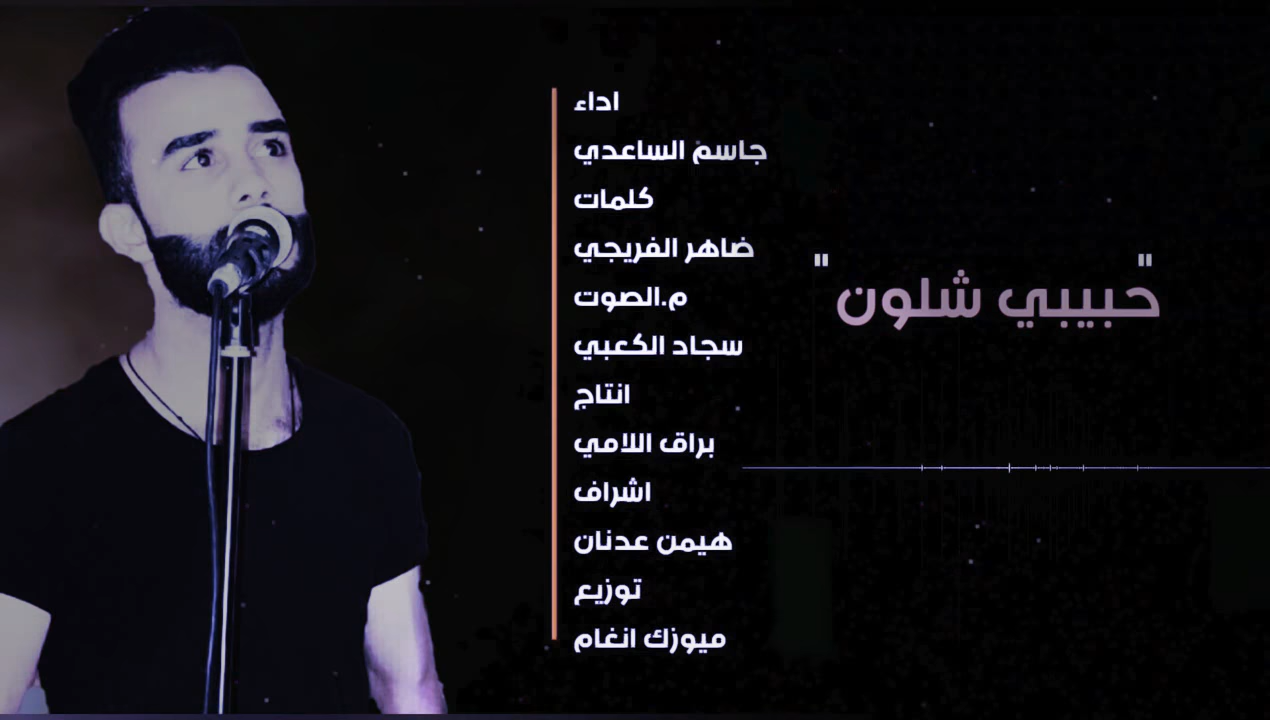 اداء
جاسم الساعدي
كلمات
ضاهر الفريجي
م.الصوت
سجاد الكعبي
انتاج
براق اللامي
اشراف
هيمن عدنان
توزيع
ميوزك انغام
"حبيبي شلون"